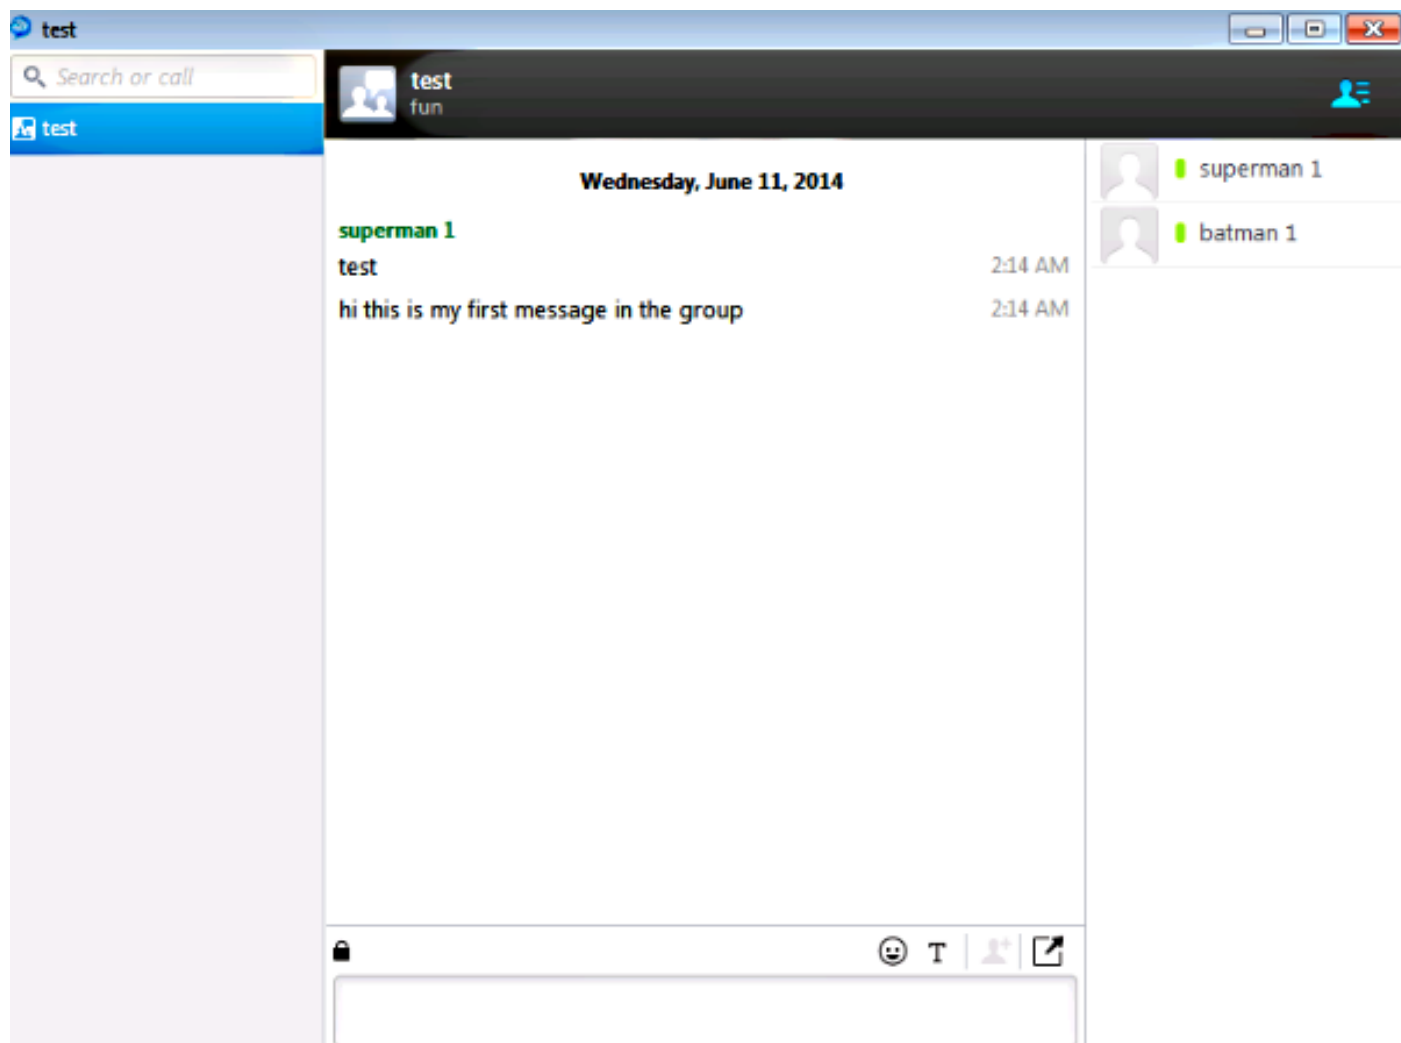 test
Search or call
test
test
fun
Wednesday, June 11, 2014
superman 1
test 2:14 AM
hi this is my first message in the group 2:14 AM
superman 1
batman 1
T